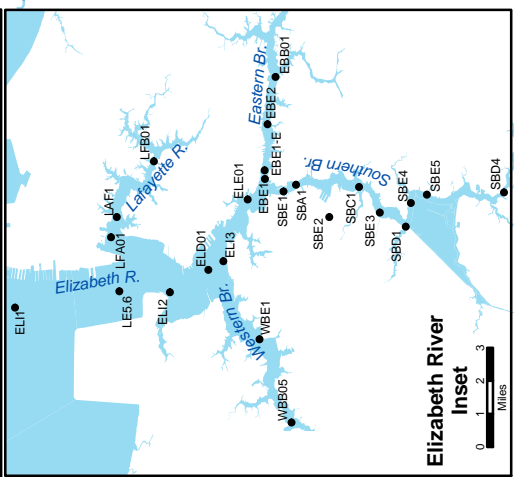 ELI1
Elizabeth R.
LE5.6
LFA01
LAF1
LFB01
Lafayette R.
ELI2
ELD01
ELI3
Western Br.
WBE1
WBB05
ELE01
EBE1
EBE1-E
EBE2
EBB01
Eastern Br.
SBE1
SBA1
SBE2
SBC1
Southern Br.
SBE3
SBD1
SBE4
SBE5
SBD4
Elizabeth River
Inset
0 1 2 3
Miles